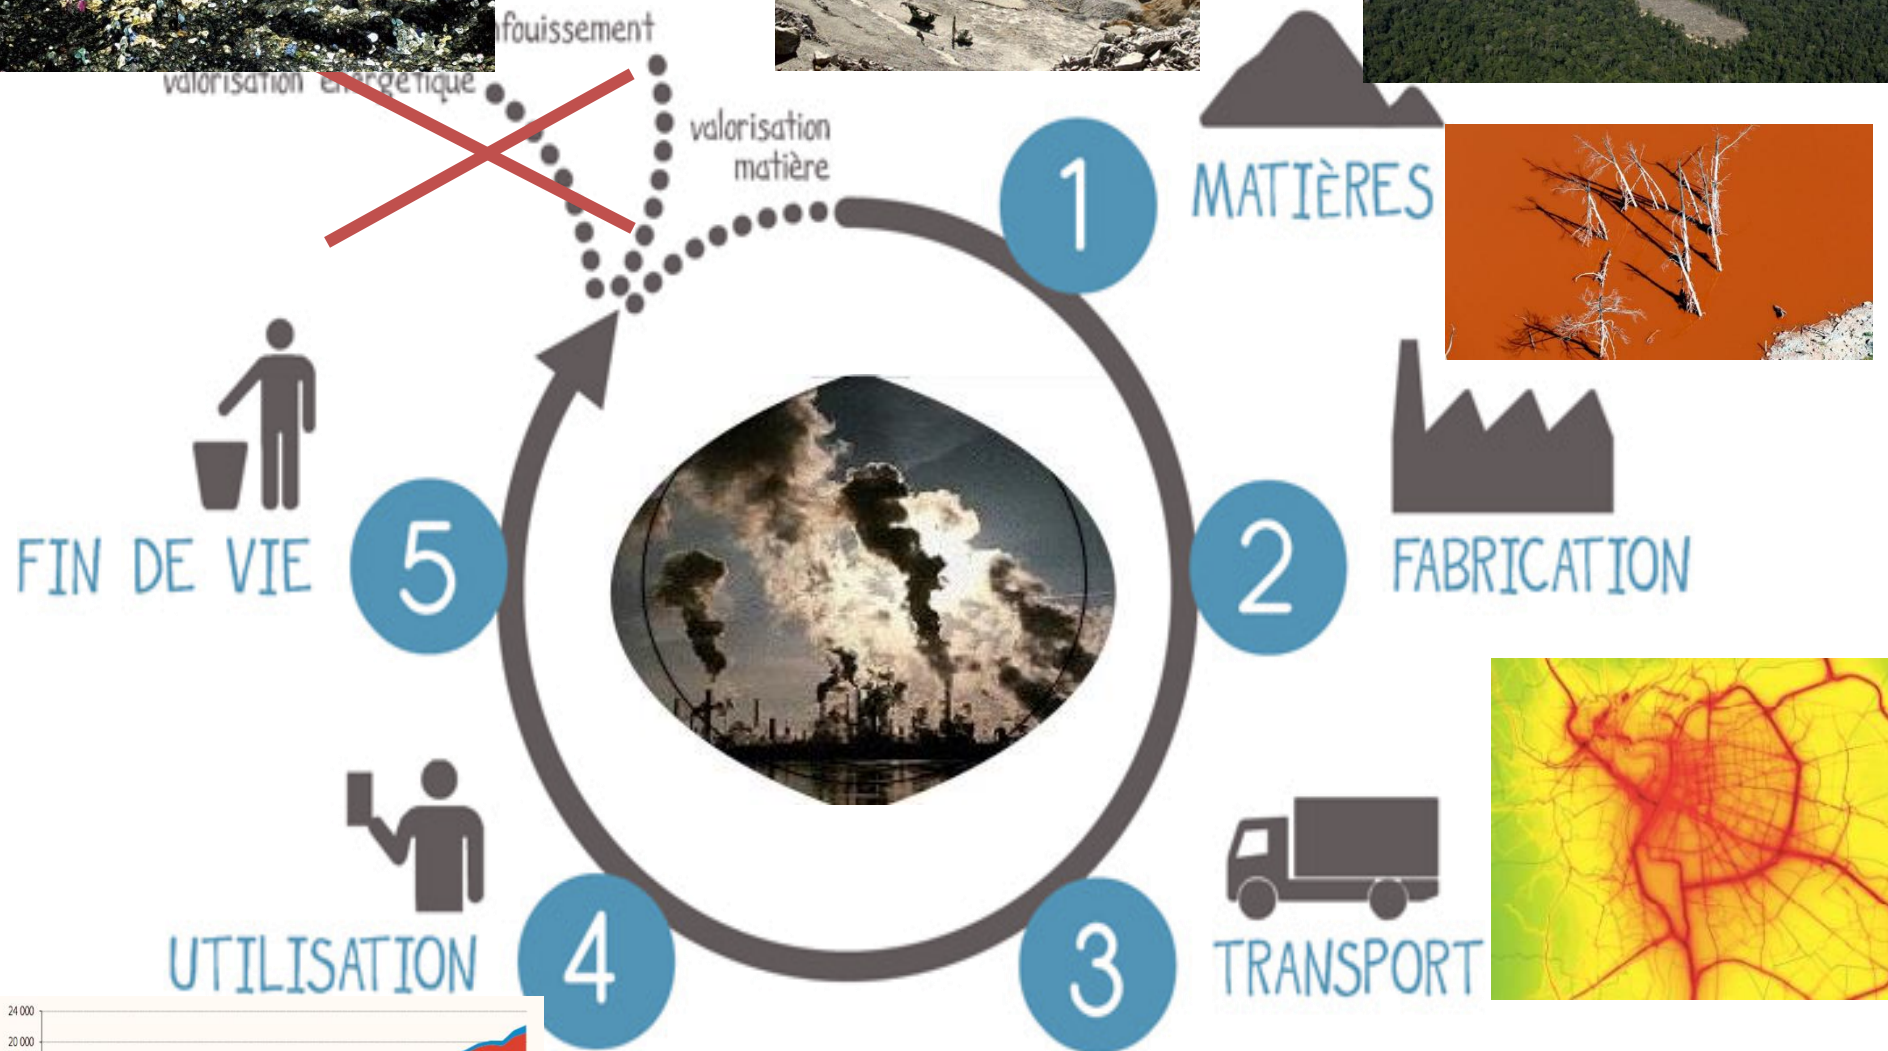 nfouissement
valorisation énergétique
valorisation
matière
1
MATIÈRES
2
FABRICATION
FIN DE VIE
5
UTILISATION
4
3
TRANSPORT
24 000
20 000